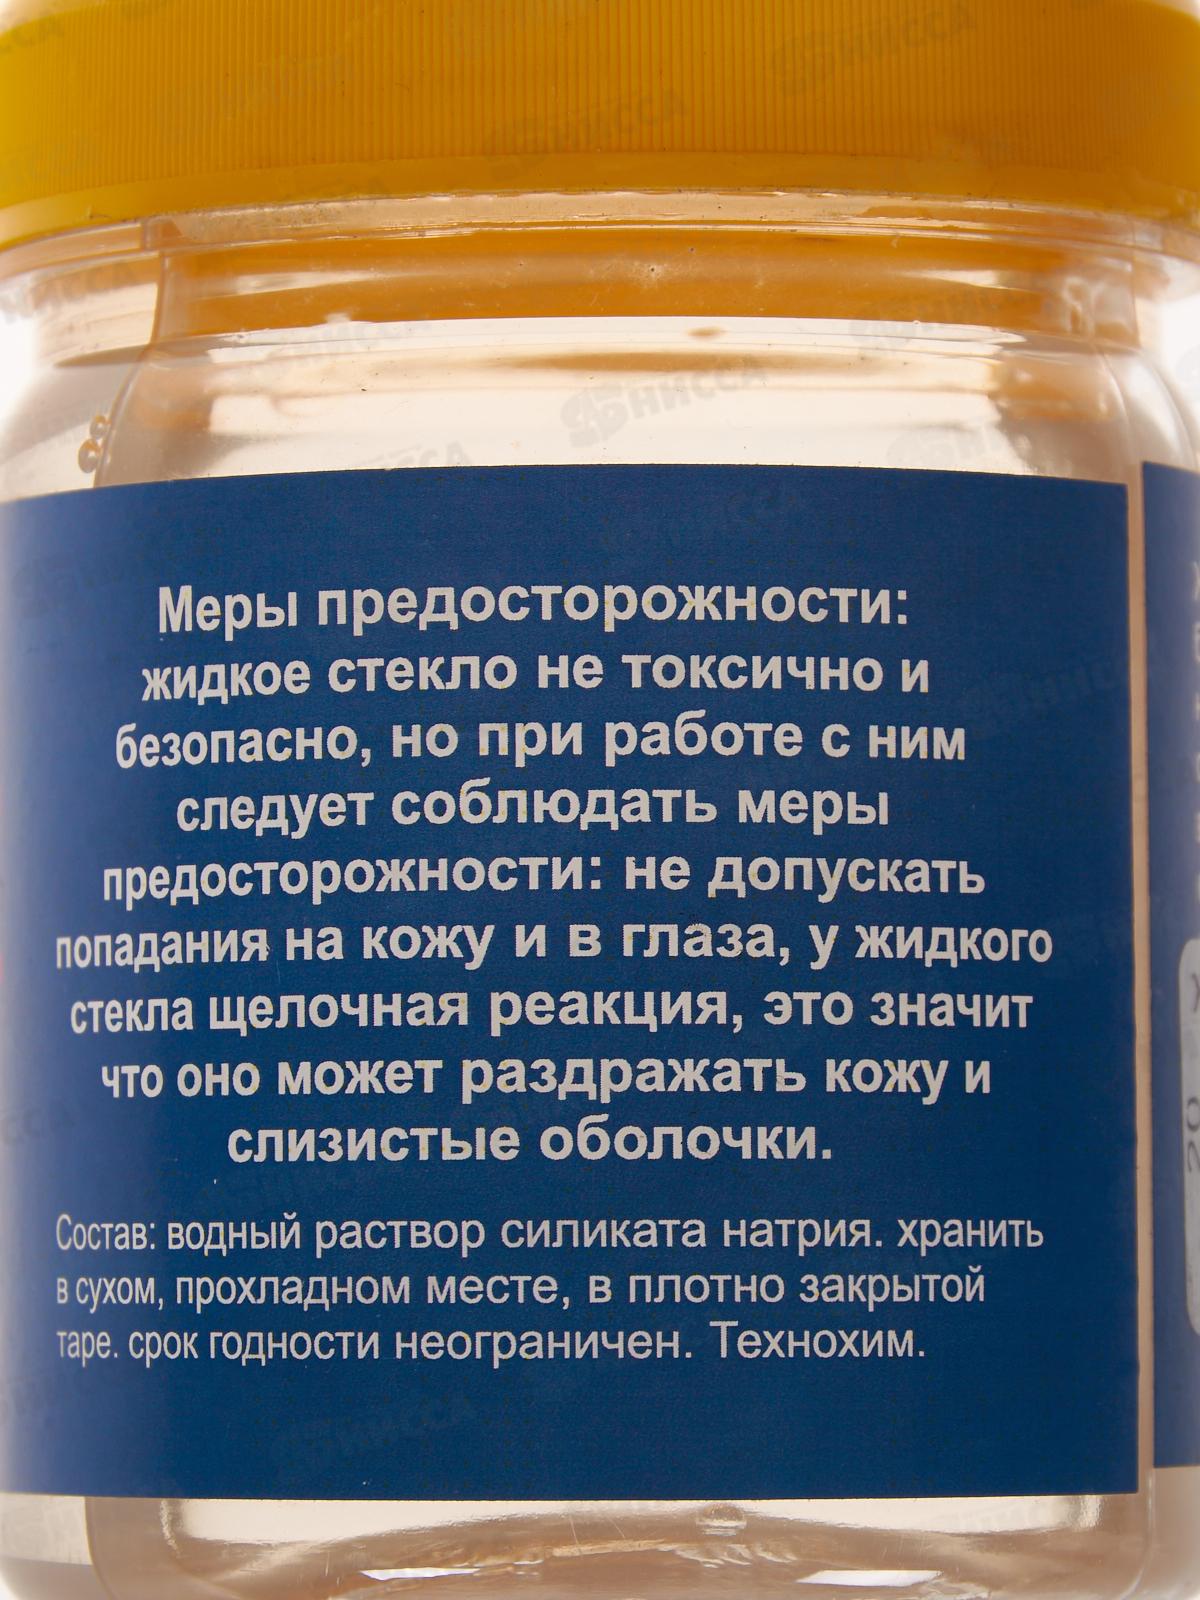 Меры предосторожности:
жидкое стекло не токсично и
безопасно, но при работе с ним
следует соблюдать меры
предосторожности: не допускать
попадания на кожу и в глаза, у жидкого
стекла щелочная реакция, это значит
что оно может раздражать кожу и
слизистые оболочки.
Состав: водный раствор силиката натрия. хранить
в сухом, прохладном месте, в плотно закрытой
таре. срок годности неограничен. Технохим.